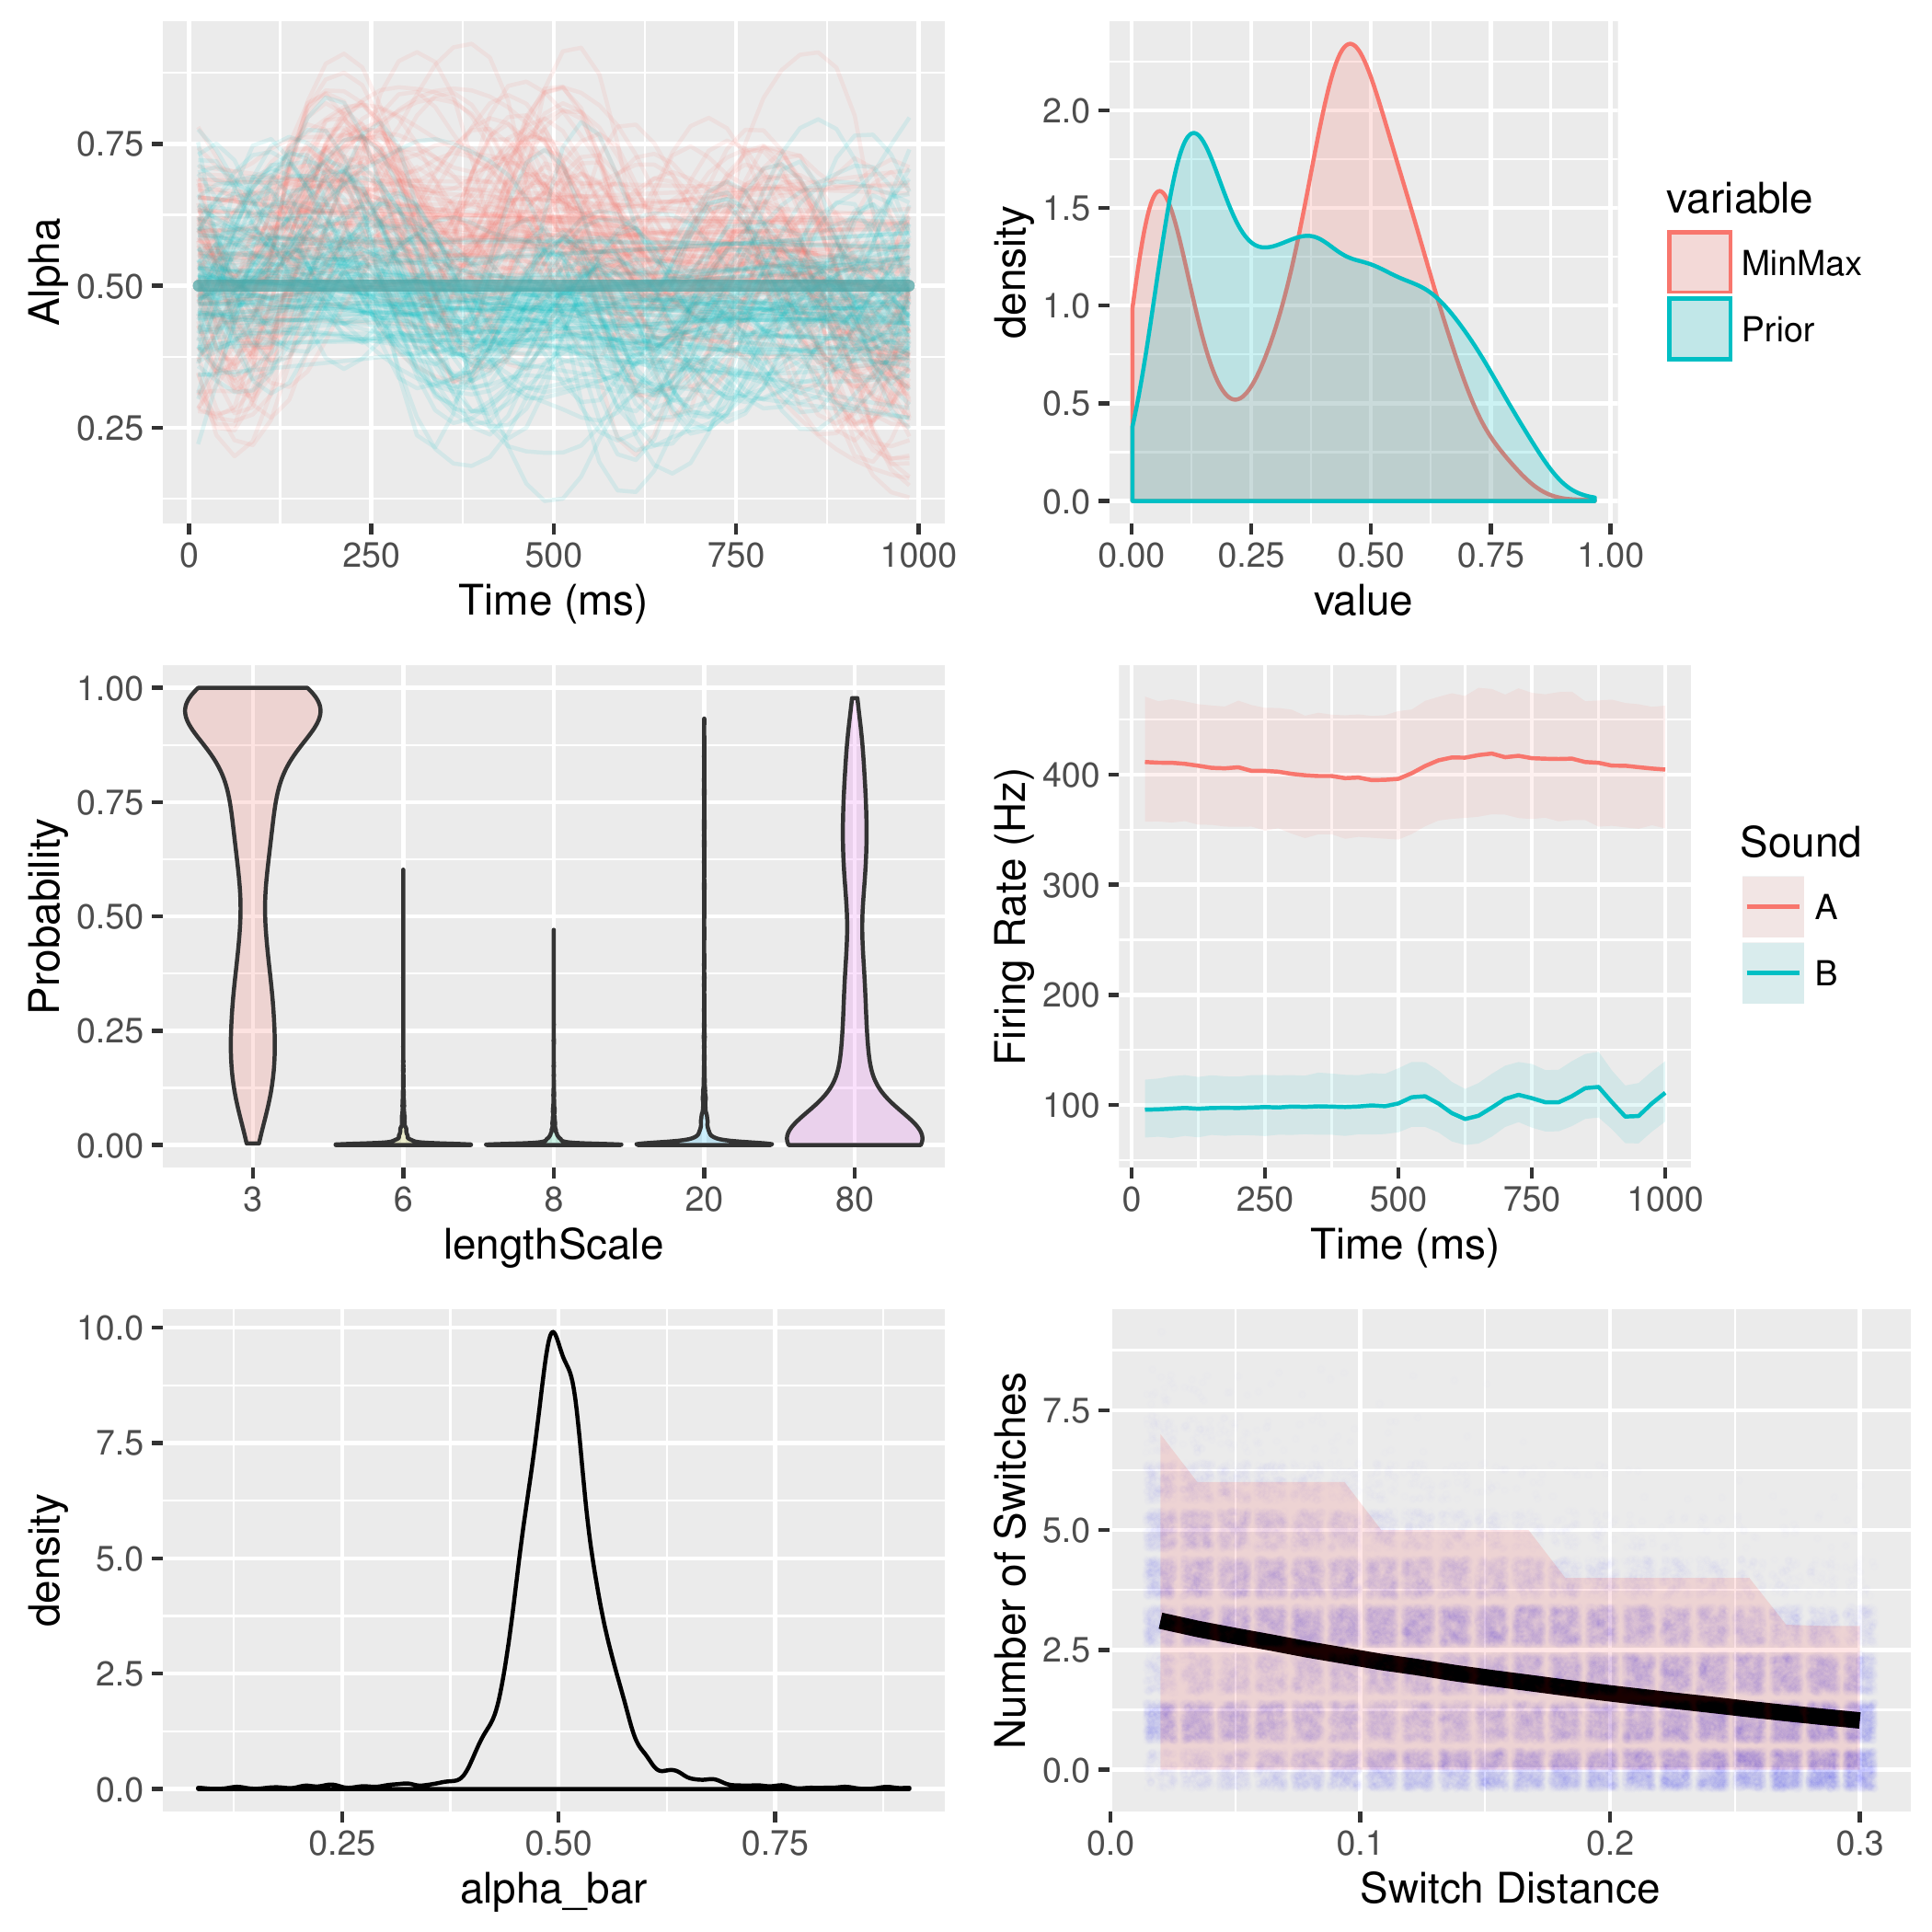 Alpha
0.75
0.50
0.25
0 250 500 750 1000
Time (ms)
density
2.0
1.5
1.0
0.5
0.0
0.00 0.25 0.50 0.75 1.00
value
variable
MinMax
Prior
Probability
1.00
0.75
0.50
0.25
0.00
3 6 8 20 80
lengthScale
Firing Rate (Hz)
400
300
200
100
0 250 500 750 1000
Time (ms)
Sound
A
B
density
10.0
7.5
5.0
2.5
0.0
0.25 0.50 0.75
alpha_bar
Number of Switches
7.5
5.0
2.5
0.0
0.0 0.1 0.2 0.3
Switch Distance